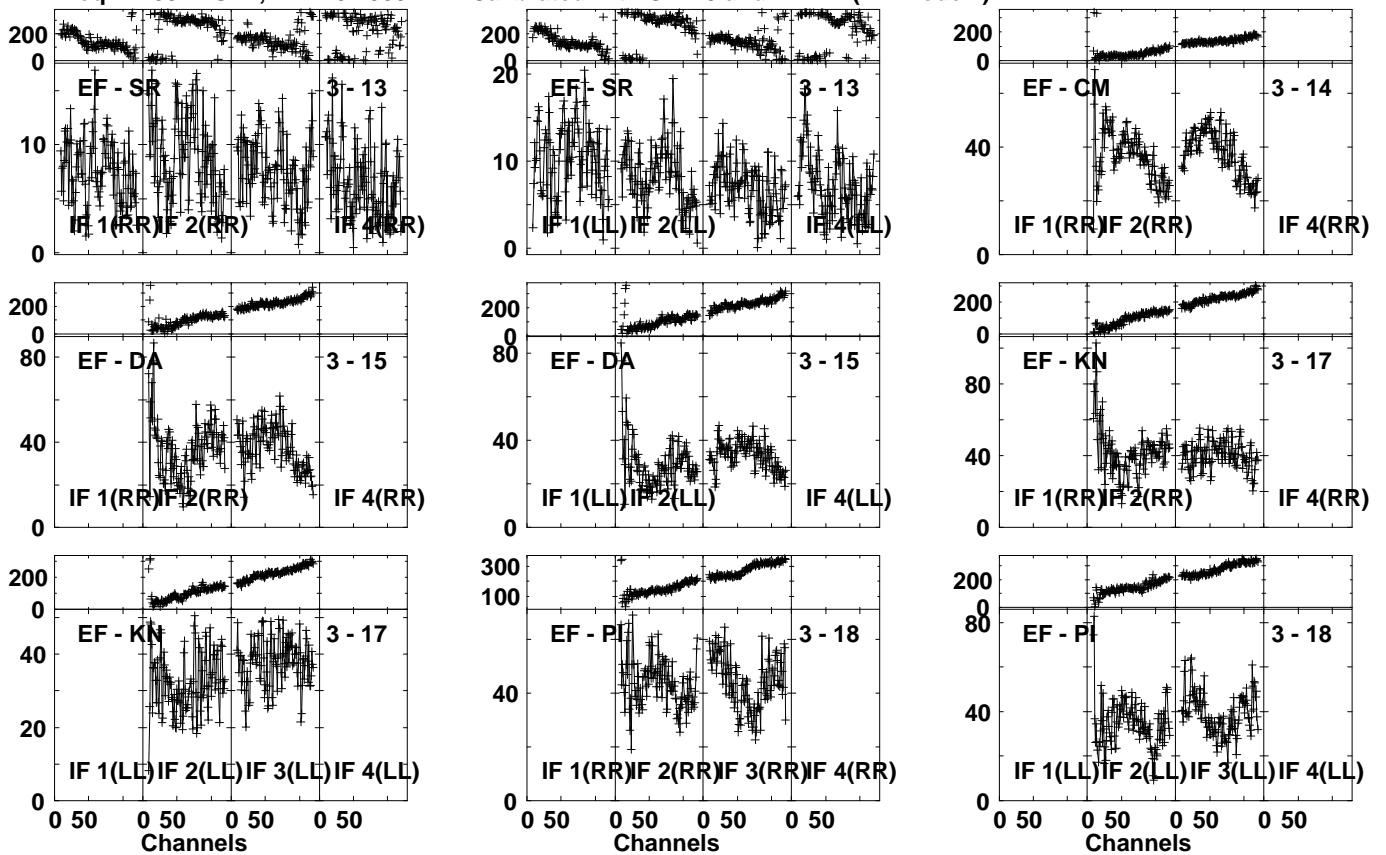 200
0
200
0
200
0
EF - SR 3 - 13
EF - SR 3 - 13
EF - CM 3 - 14
10
0
20
10
0
40
0
IF 1(RR) IF 2(RR) IF 4(RR)
IF 1(LL) IF 2(LL) IF 4(LL)
IF 1(RR) IF 2(RR) IF 4(RR)
200
0
200
0
200
0
EF - DA 3 - 15
EF - DA 3 - 15
EF - KN 3 - 17
80
40
0
80
40
0
80
40
0
IF 1(RR) IF 2(RR) IF 4(RR)
IF 1(LL) IF 2(LL) IF 4(LL)
IF 1(RR) IF 2(RR) IF 4(RR)
200
0
300
100
200
0
EF - KN 3 - 17
EF - PI 3 - 18
EF - PI 3 - 18
40
20
0
40
0
80
40
0
IF 1(LL) IF 2(LL) IF 3(LL) IF 4(LL)
IF 1(RR) IF 2(RR) IF 3(RR) IF 4(RR)
IF 1(LL) IF 2(LL) IF 3(LL) IF 4(LL)
0 50 0 50 0 50 0 50
0 50 0 50 0 50 0 50
0 50 0 50 0 50 0 50
Channels
Channels
Channels